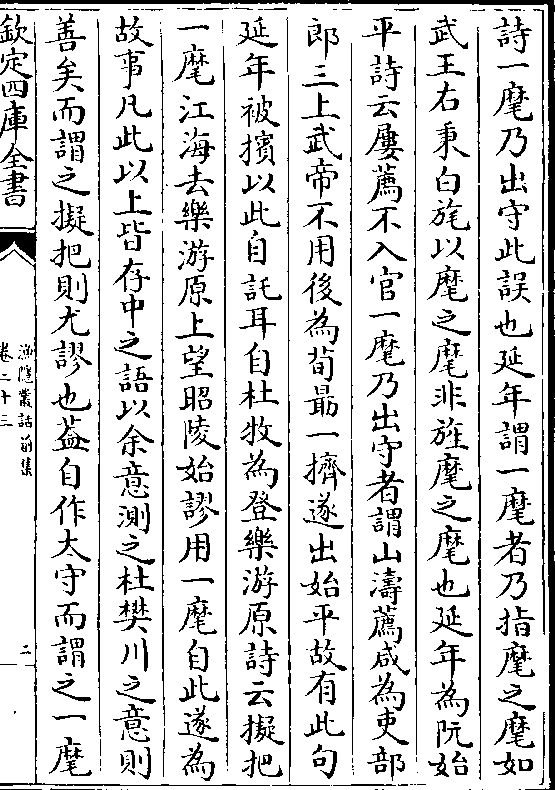 詩一麾乃出守此誤也延年謂一麾者乃指麾之麾如
武王右秉白旄以麾之麾非旌麾之麾也延年為阮始
平詩云屢薦不入官一麾乃出守者謂山濤薦咸為吏部
郎三上武帝不用後為荀勗一擠遂出始平故有此句
延年被擯以此自託耳自杜牧為登樂游原詩云擬把
一麾江海去樂游原上望昭陵始謬用一麾自此遂為
故事凡此以上皆存中之語以余意測之杜樊川之意則
善矣而謂之擬把則尤謬也葢自作太守而謂之一麾
欽定四庫全書
漁隱叢話前集
卷二十三
二